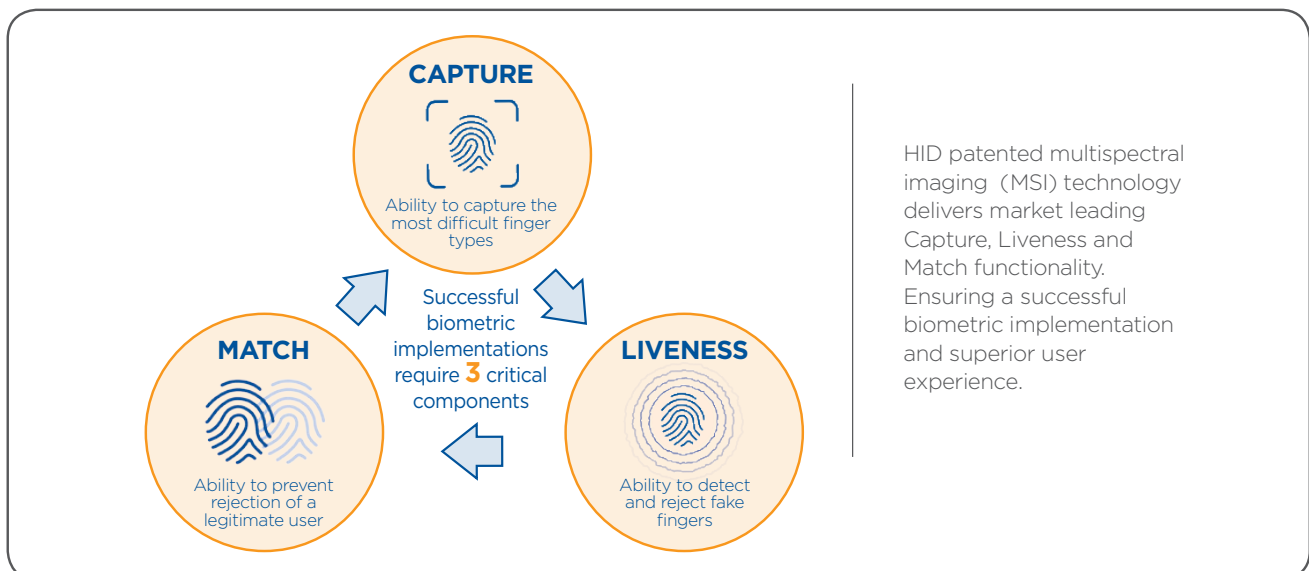 CAPTURE
Ability to capture the
most difficult finger
types
Successful
biometric
implementations
require 3 critical
components
MATCH
Ability to prevent
rejection of a
legitimate user
LIVENESS
Ability to detect
and reject fake
fingers
HID patented multispectral
imaging (MSI) technology
delivers market leading
Capture, Liveness and
Match functionality.
Ensuring a successful
biometric implementation
and superior user
experience.